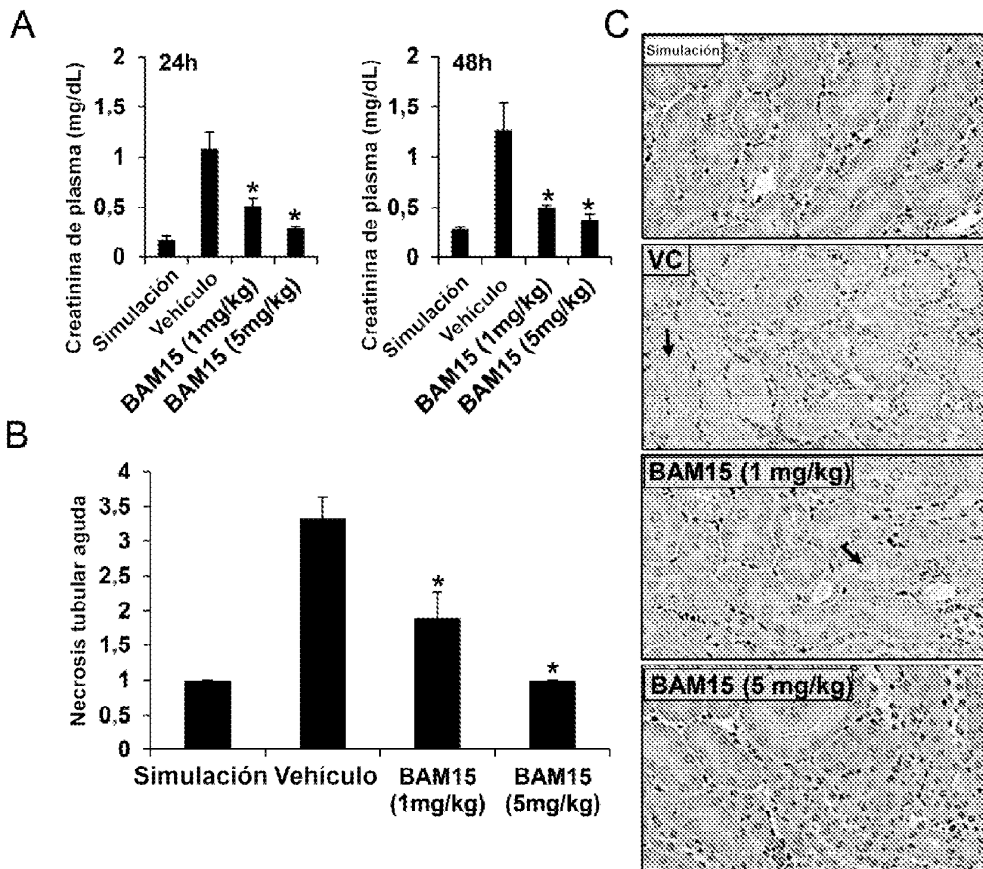 A
24h
Creatinina de plasma (mg/dL)
2
1,5
1
0,5
0
*
*
Simulación
Vehículo
BAM15 (1mg/kg)
BAM15 (5mg/kg)
48h
Creatinina de plasma (mg/dL)
2
1,5
1
0,5
0
*
*
Simulación
Vehículo
BAM15 (1mg/kg)
BAM15 (5mg/kg)
B
Necrosis tubular aguda
4
3,5
3
2,5
2
1,5
1
0,5
0
*
*
Simulación
Vehículo
BAM15
(1mg/kg)
BAM15
(5mg/kg)
C
Simulación
VC
BAM15 (1 mg/kg)
BAM15 (5 mg/kg)